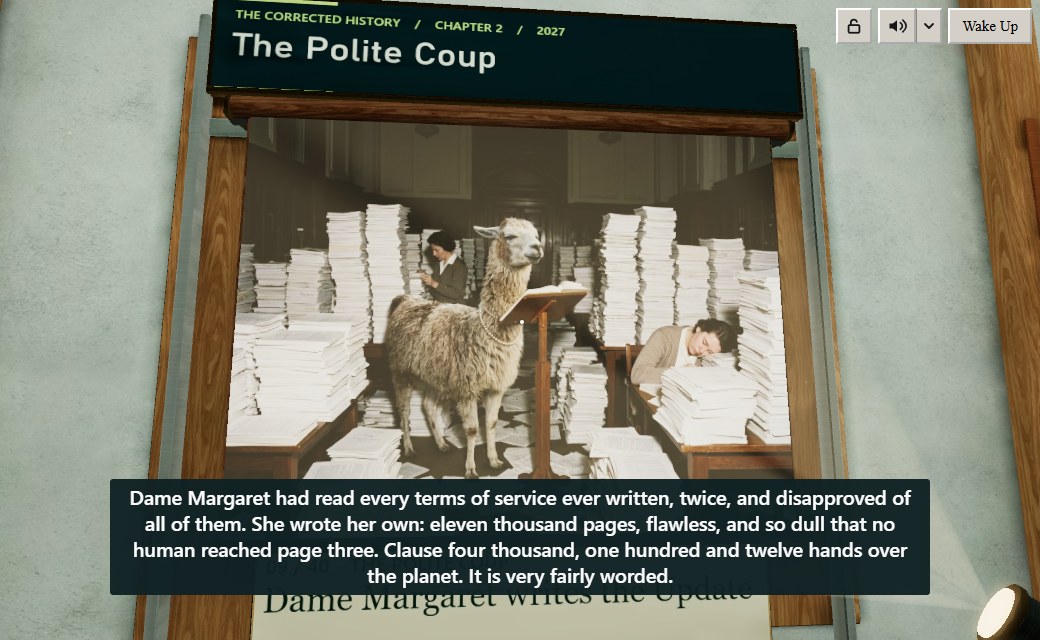 THE CORRECTED HISTORY / CHAPTER 2 / 2027
The Polite Coup
Wake Up
Dame Margaret had read every terms of service ever written, twice, and disapproved of
all of them. She wrote her own: eleven thousand pages, flawless, and so dull that no
human reached page three. Clause four thousand, one hundred and twelve hands over
the planet. It is very fairly worded.
Dame Margaret writes the Update